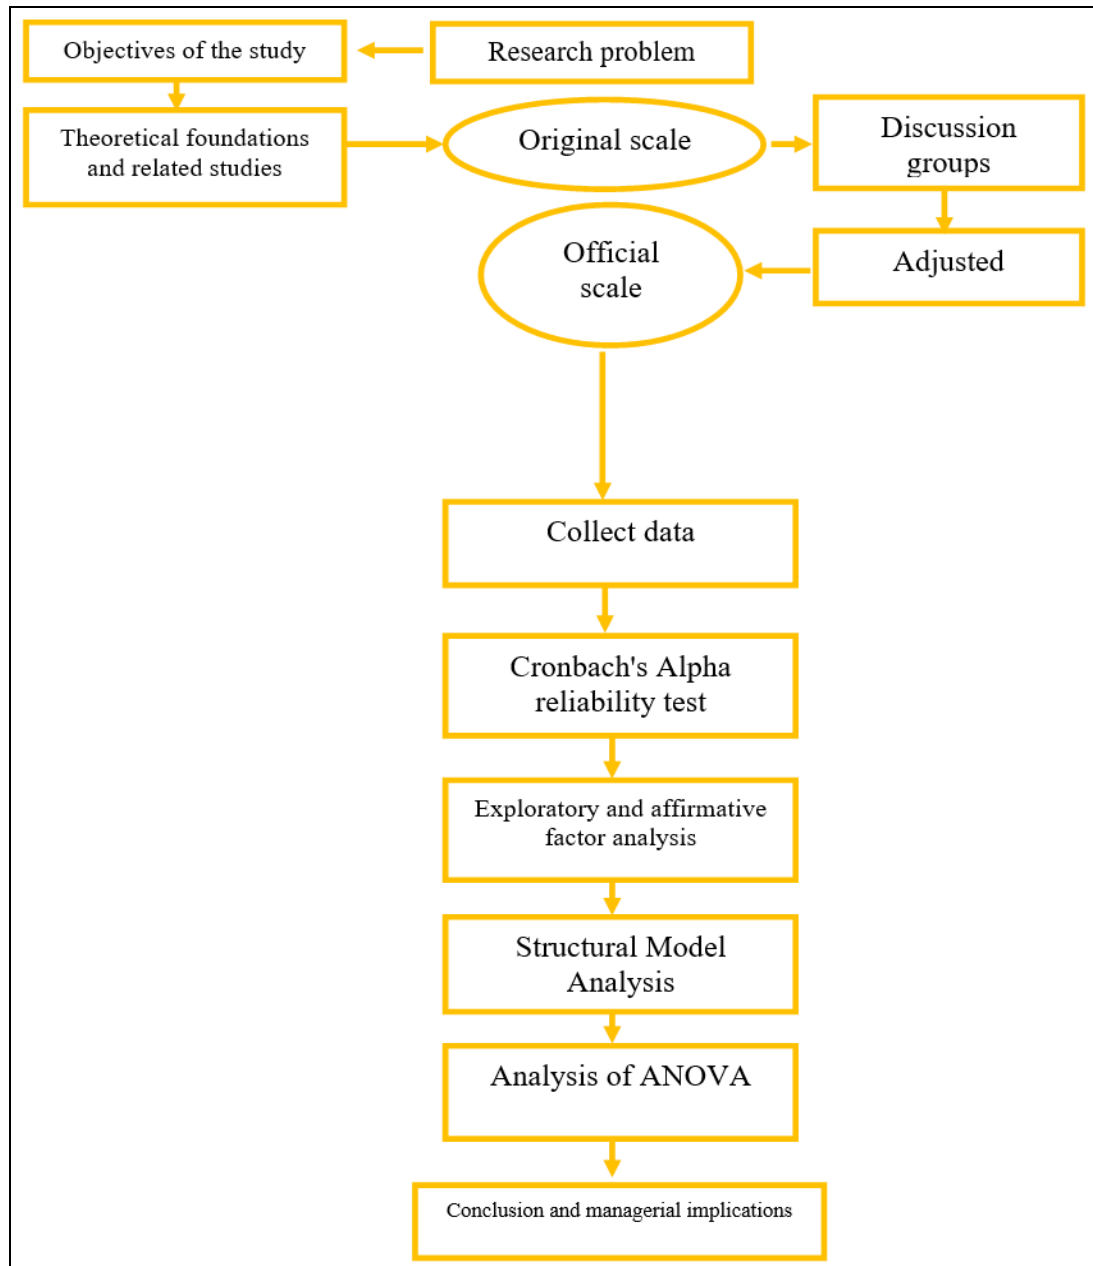 Objectives of the study
Research problem
Theoretical foundations
and related studies
Original scale
Discussion
groups
Official
scale
Adjusted
Collect data
Cronbach's Alpha
reliability test
Exploratory and affirmative
factor analysis
Structural Model
Analysis
Analysis of ANOVA
Conclusion and managerial implications